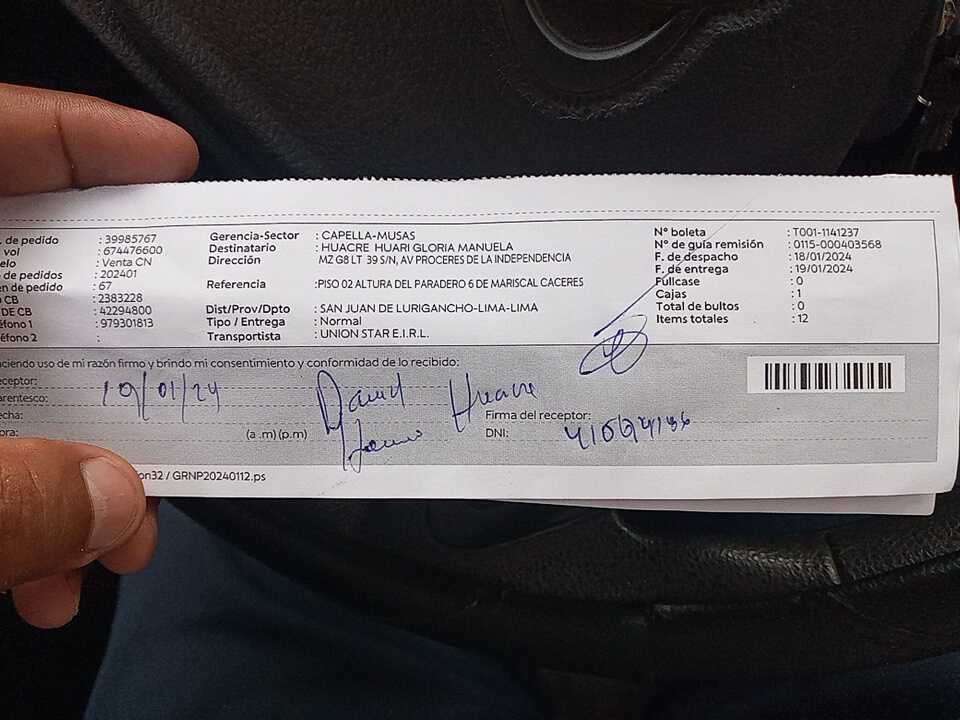 . de pedido : 39985767
vol : 674476600
elo : Venta CN
de pedidos : 202401
en de pedido : 67
CB : 2383228
DE CB : 42294800
éfono 1 : 979301813
éfono 2 :
Gerencia-Sector : CAPELLA-MUSAS
Destinatario : HUACRE HUARI GLORIA MANUELA
Dirección MZ G8 LT 39 S/N, AV PROCERES DE LA INDEPENDENCIA
Referencia :PISO 02 ALTURA DEL PARADERO 6 DE MARISCAL CACERES
Dist/Prov/Dpto : SAN JUAN DE LURIGANCHO-LIMA-LIMA
Tipo / Entrega : Normal
Transportista : UNION STAR E.I.R.L.
Nº boleta : T001-1141237
Nº de guía remisión : 0115-000403568
F. de despacho : 18/01/2024
F. de entrega : 19/01/2024
Fullcase : 0
Cajas : 1
Total de bultos : 0
Items totales : 12
aciendo uso de mi razón firmo y brindo mi consentimiento y conformidad de lo recibido:
ceptor:
arentesco: 19/01/24
David Huacre
echa:
Firma del receptor:
ora: (a .m) (p.m)
DNI:
on32 / GRNP20240112.ps